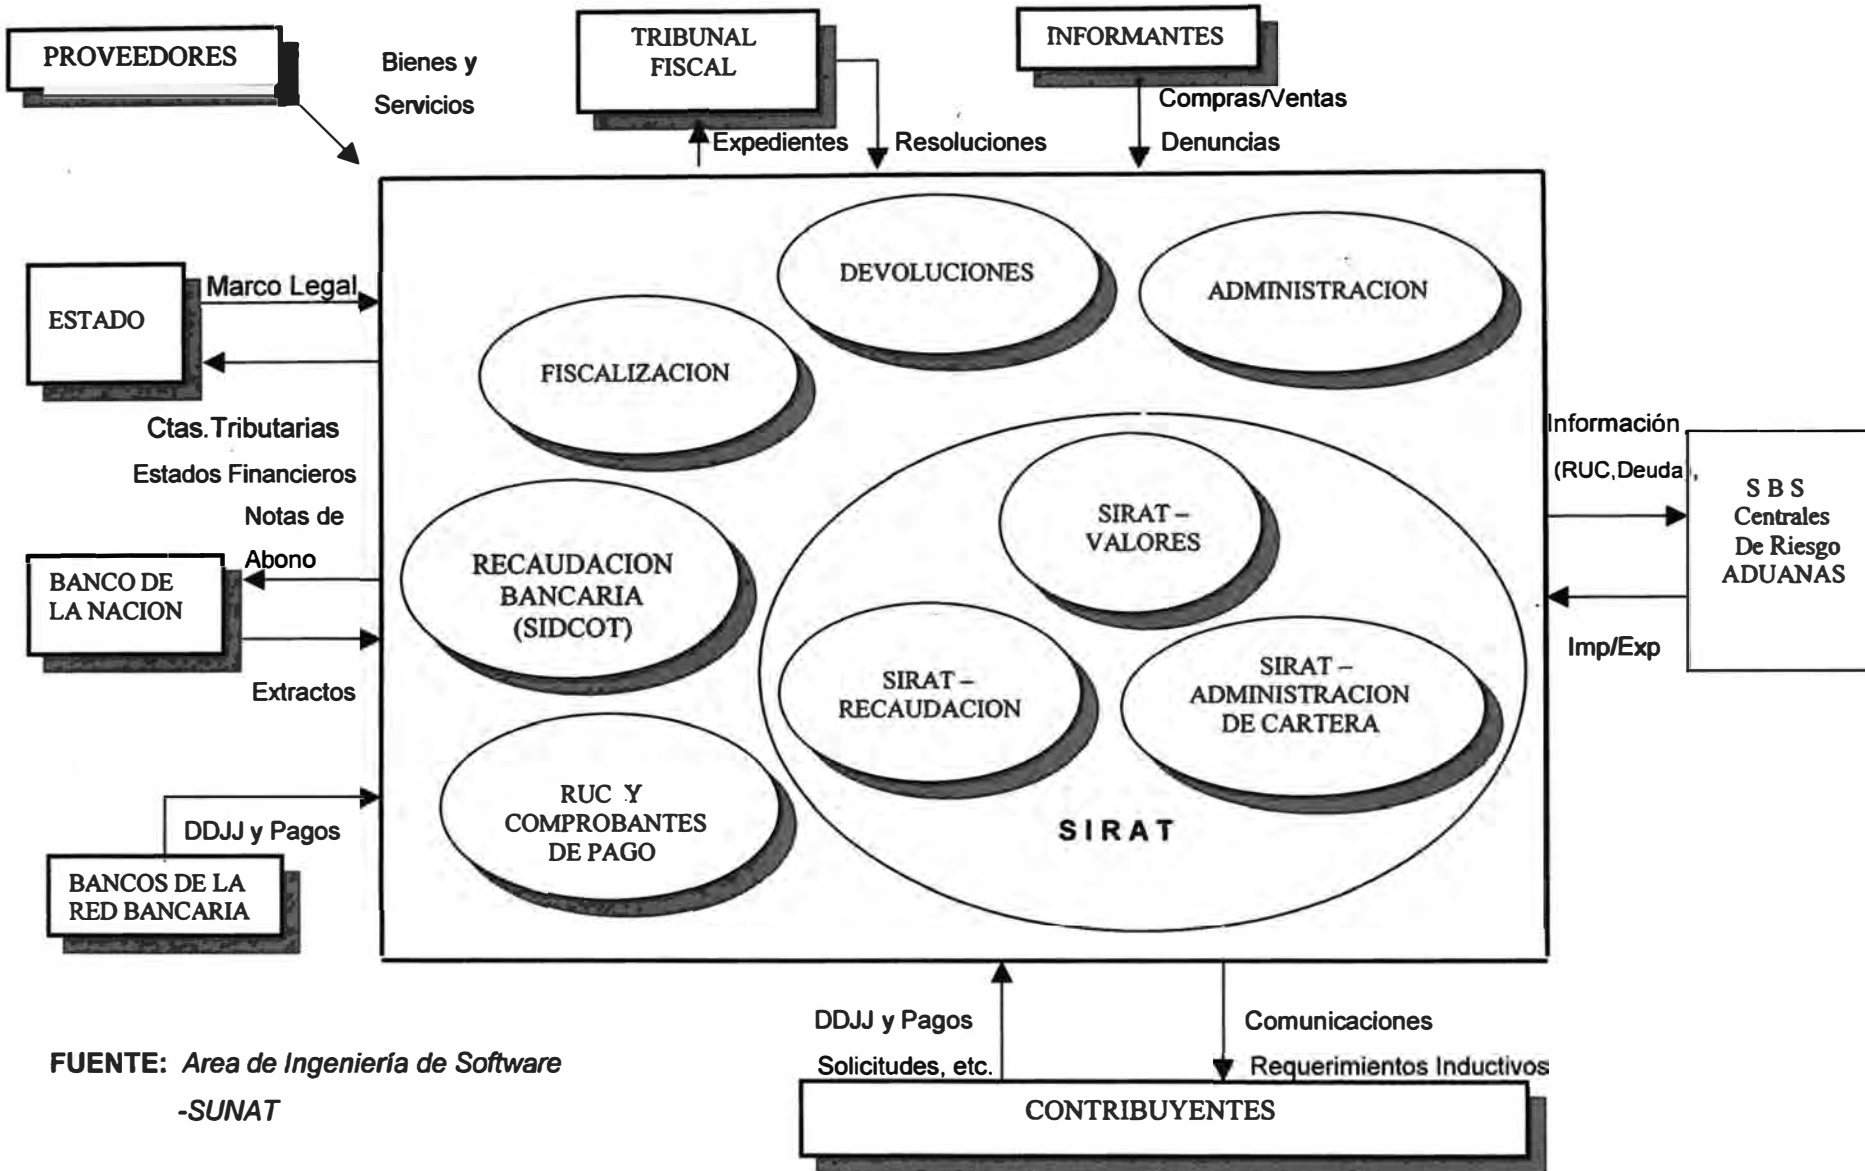 PROVEEDORES
Bienes y
Servicios
TRIBUNAL
FISCAL
INFORMANTES
Compras/Ventas
Denuncias
Expedientes
Resoluciones
ESTADO
Marco Legal
Ctas.Tributarias
Estados Financieros
Notas de
Abono
BANCO DE
LA NACION
Extractos
DDJJ y Pagos
BANCOS DE LA
RED BANCARIA
DEVOLUCIONES
ADMINISTRACION
FISCALIZACION
RECAUDACION
BANCARIA
(SIDCOT)
RUC Y
COMPROBANTES
DE PAGO
SIRAT –
VALORES
SIRAT –
RECAUDACION
SIRAT –
ADMINISTRACION
DE CARTERA
SIRAT
Información
(RUC,Deuda),
S B S
Centrales
De Riesgo
ADUANAS
Imp/Exp
DDJJ y Pagos
Solicitudes, etc.
Comunicaciones
Requerimientos Inductivos
CONTRIBUYENTES
FUENTE: Area de Ingeniería de Software
-SUNAT